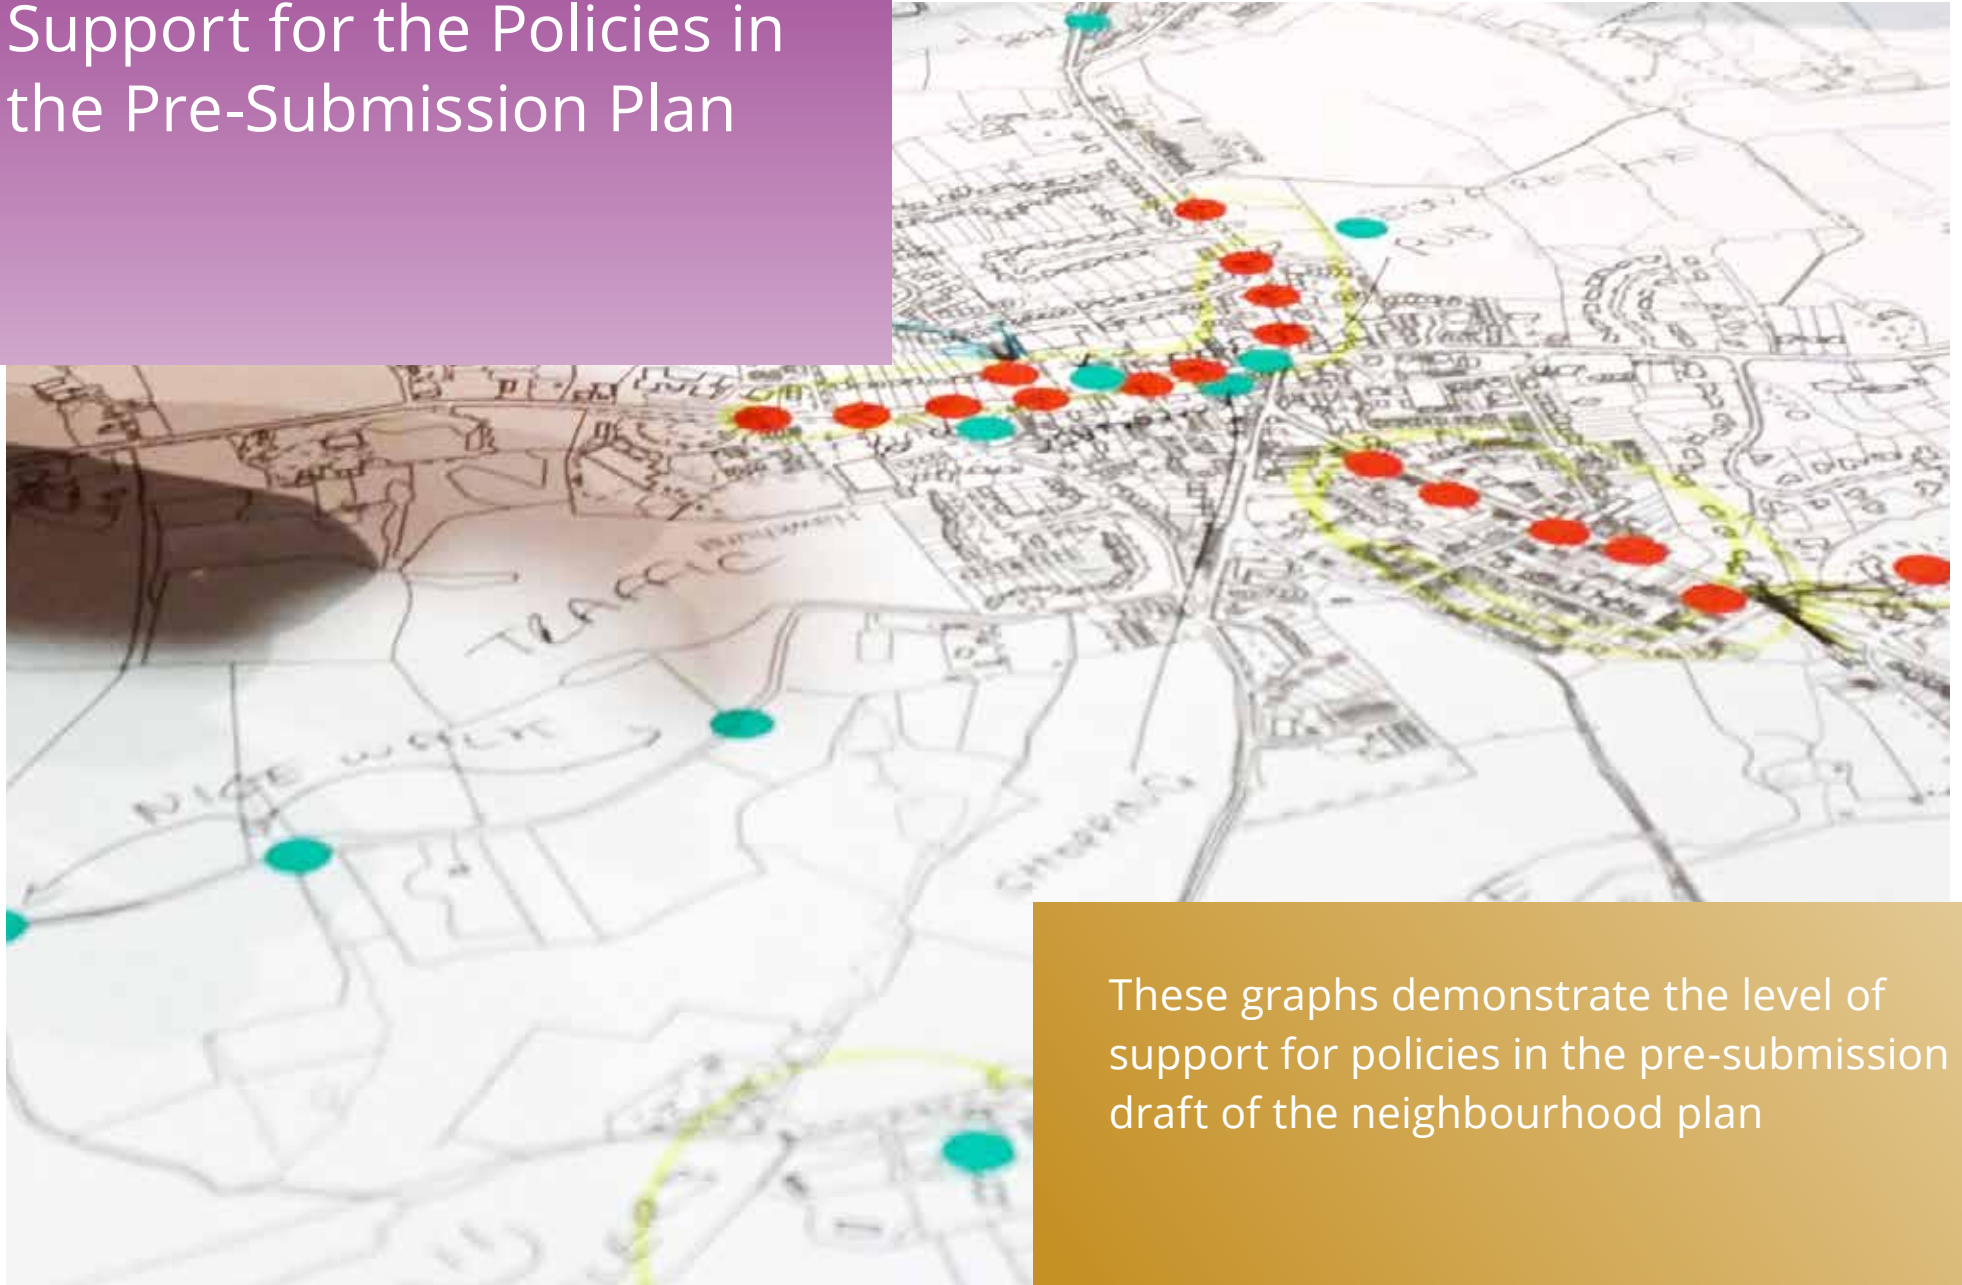 Support for the Policies in
the Pre-Submission Plan
PUB
TRAFFIC
NICE WALK
These graphs demonstrate the level of
support for policies in the pre-submission
draft of the neighbourhood plan